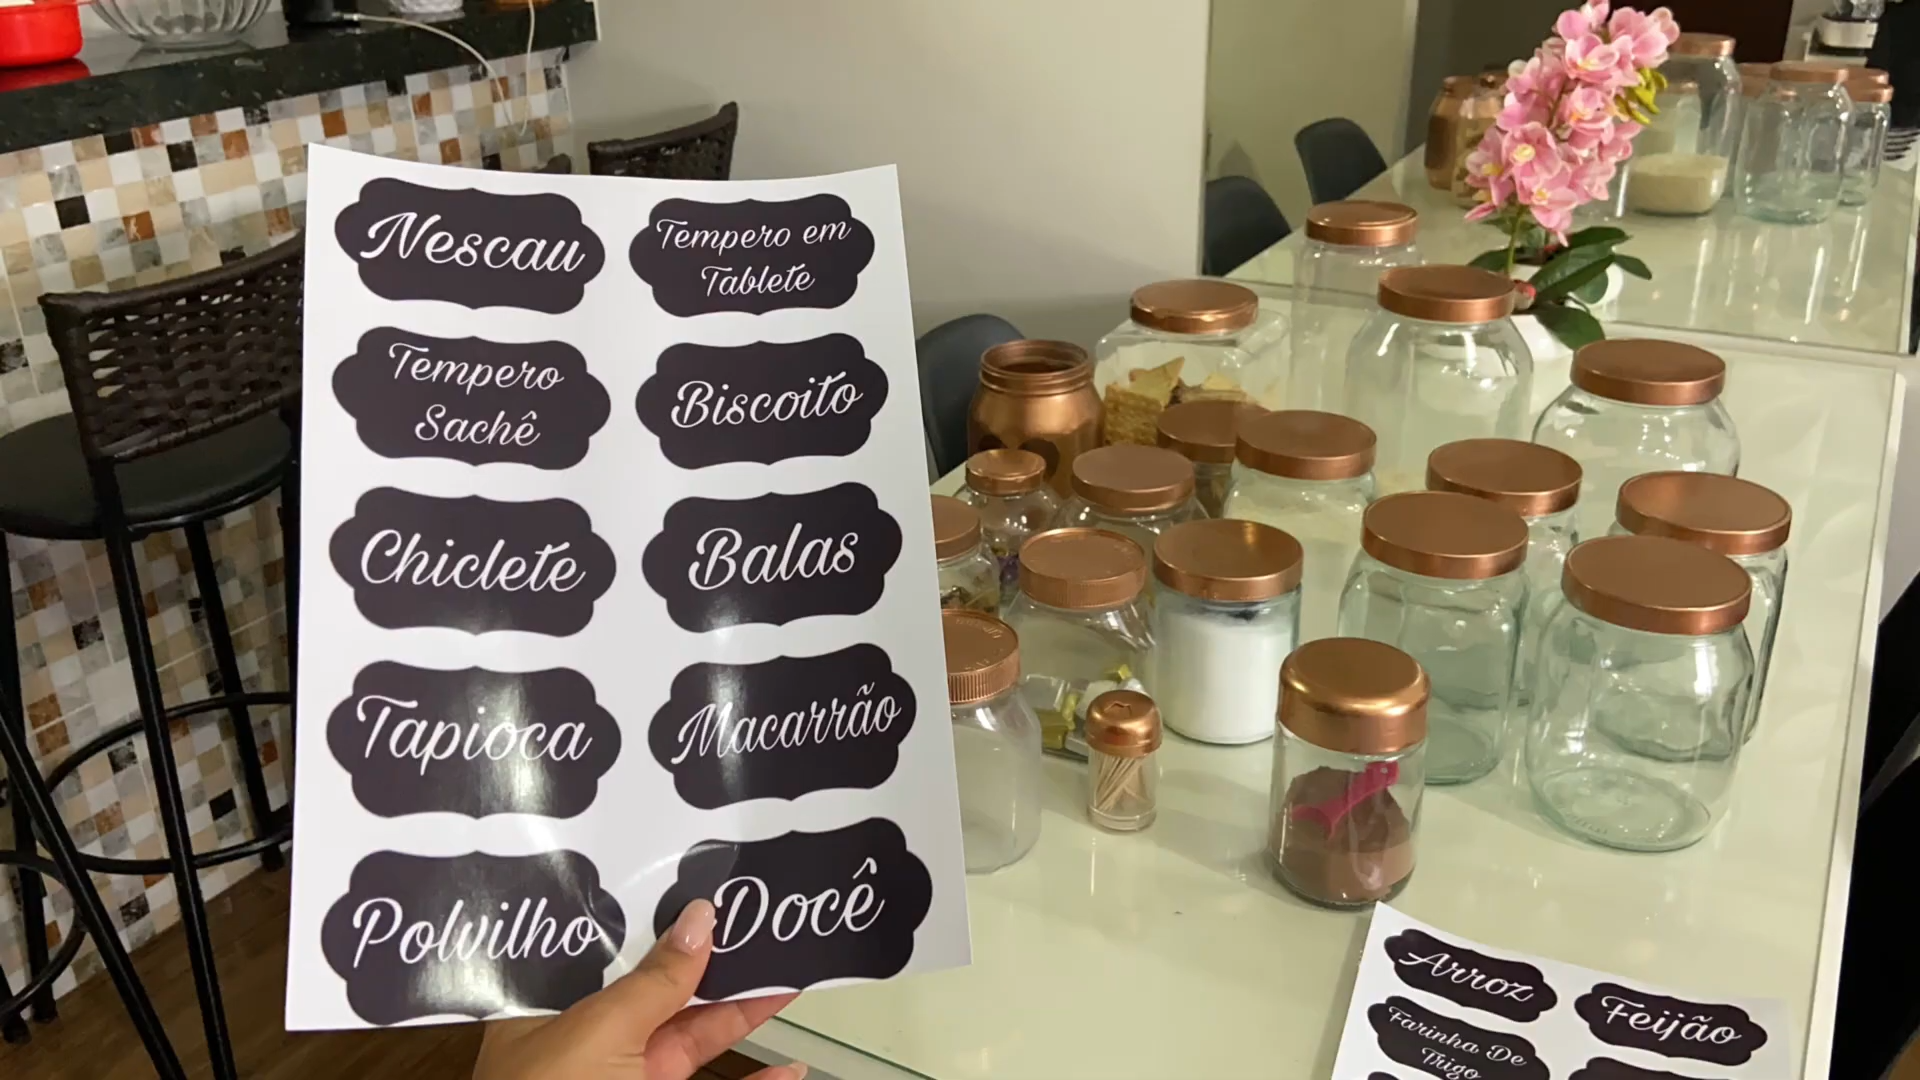 Nescau
Tempero em
Tablete
Tempero
Sachê
Biscoito
Chiclete
Balas
Tapioca
Macarrão
Polvilho
Docê
Arroz
Feijão
Farinha De
Trigo